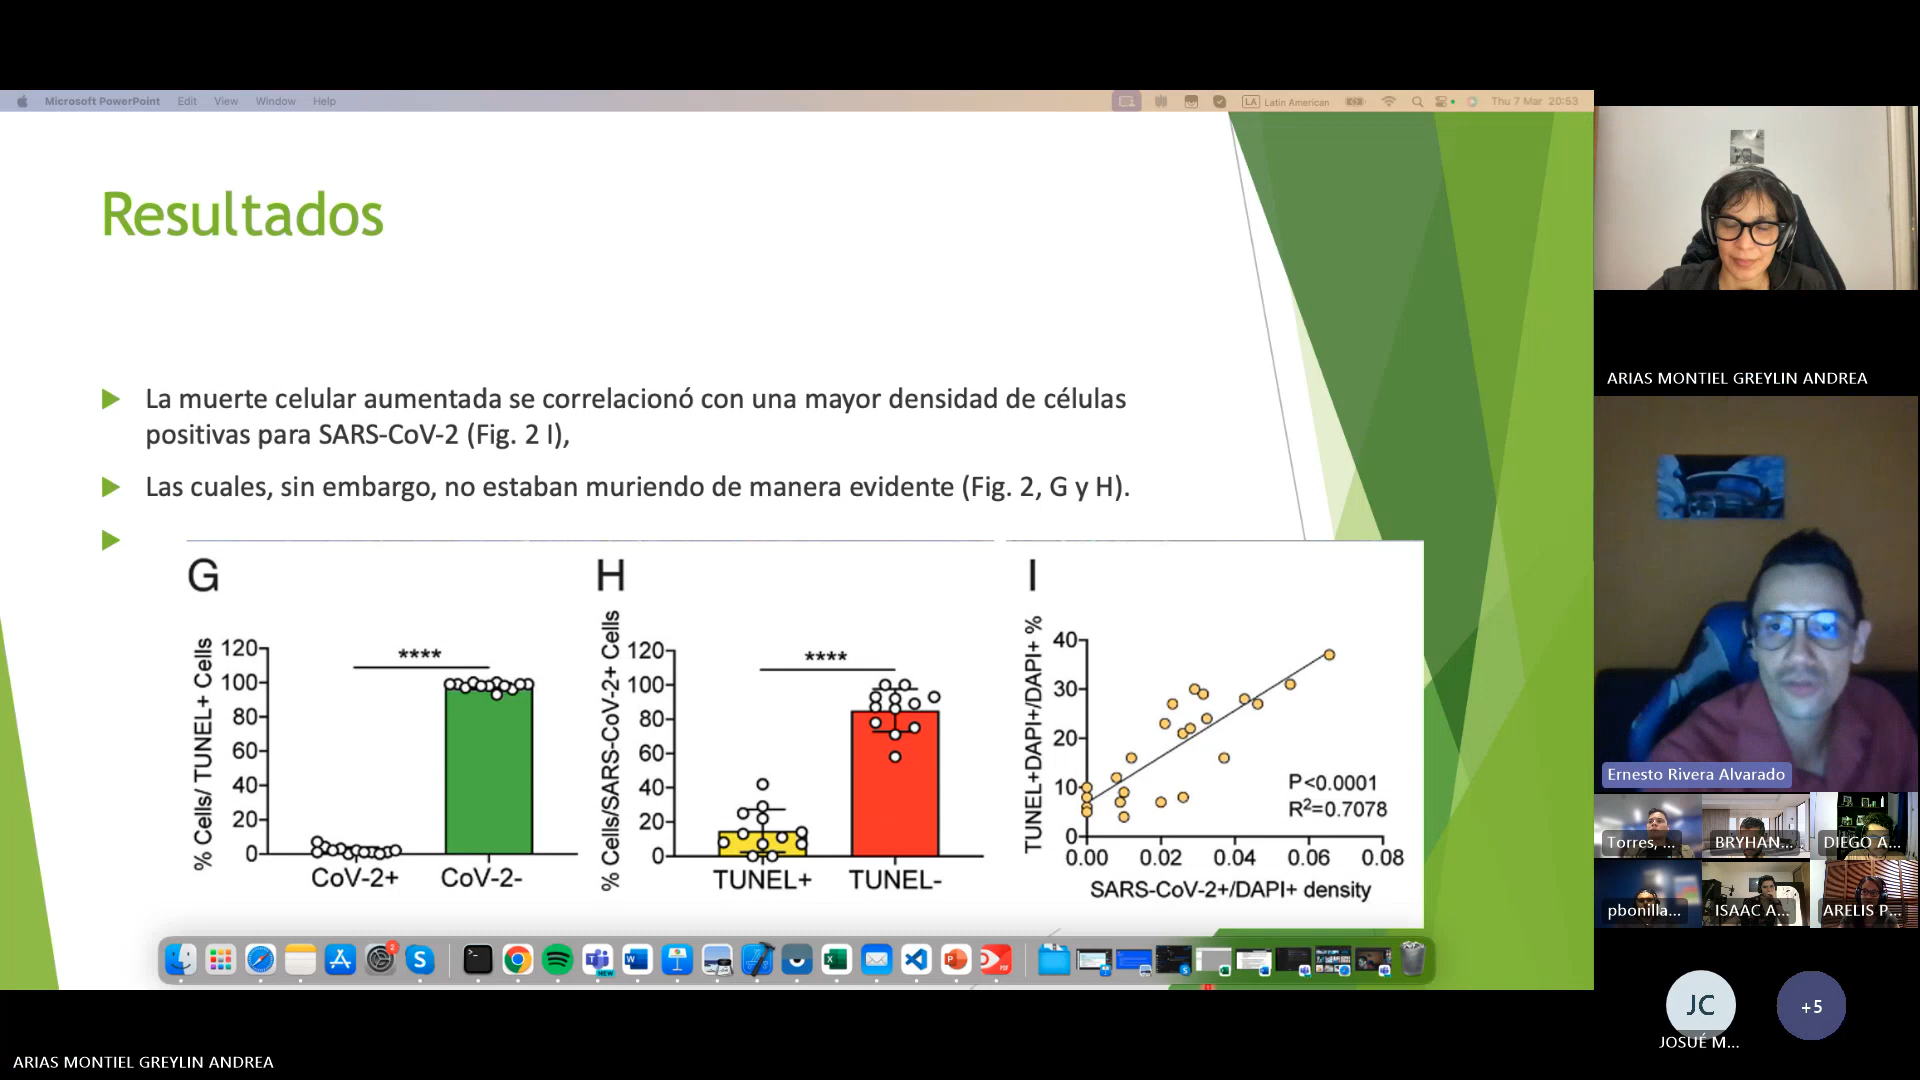 Microsoft PowerPoint Edit View Window Help
LA Latin American Thu 7 Mar 20:53
Resultados
La muerte celular aumentada se correlacionó con una mayor densidad de células
positivas para SARS-CoV-2 (Fig. 2 I),
Las cuales, sin embargo, no estaban muriendo de manera evidente (Fig. 2, G y H).
G
% Cells/ TUNEL+ Cells
120
100
80
60
40
20
0
****
CoV-2+ CoV-2-
H
% Cells/SARS-CoV-2+ Cells
120
100
80
60
40
20
0
****
TUNEL+ TUNEL-
I
TUNEL+DAPI+/DAPI+ %
40
30
20
10
0
P<0.0001
R2=0.7078
0.00 0.02 0.04 0.06 0.08
SARS-CoV-2+/DAPI+ density
2
NEW
ARIAS MONTIEL GREYLIN ANDREA
Ernesto Rivera Alvarado
Torres, ... BRYHAN... DIEGO A...
pbonilla... ISAAC A... ARELIS P...
JC +5
JOSUÉ M...
ARIAS MONTIEL GREYLIN ANDREA